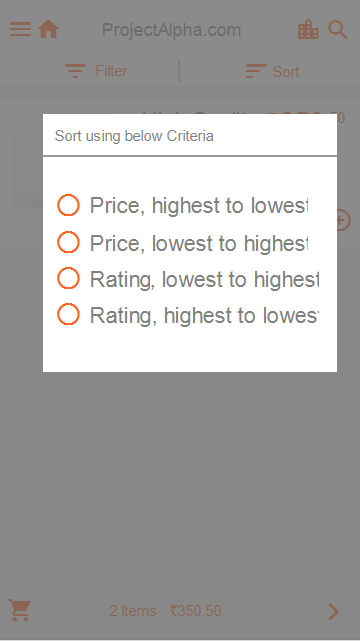 ProjectAlpha.com
Filter
Sort
Sort using below Criteria
Price, highest to lowest
Price, lowest to highest
Rating, lowest to highest
Rating, highest to lowest
2 Items ₹350.50